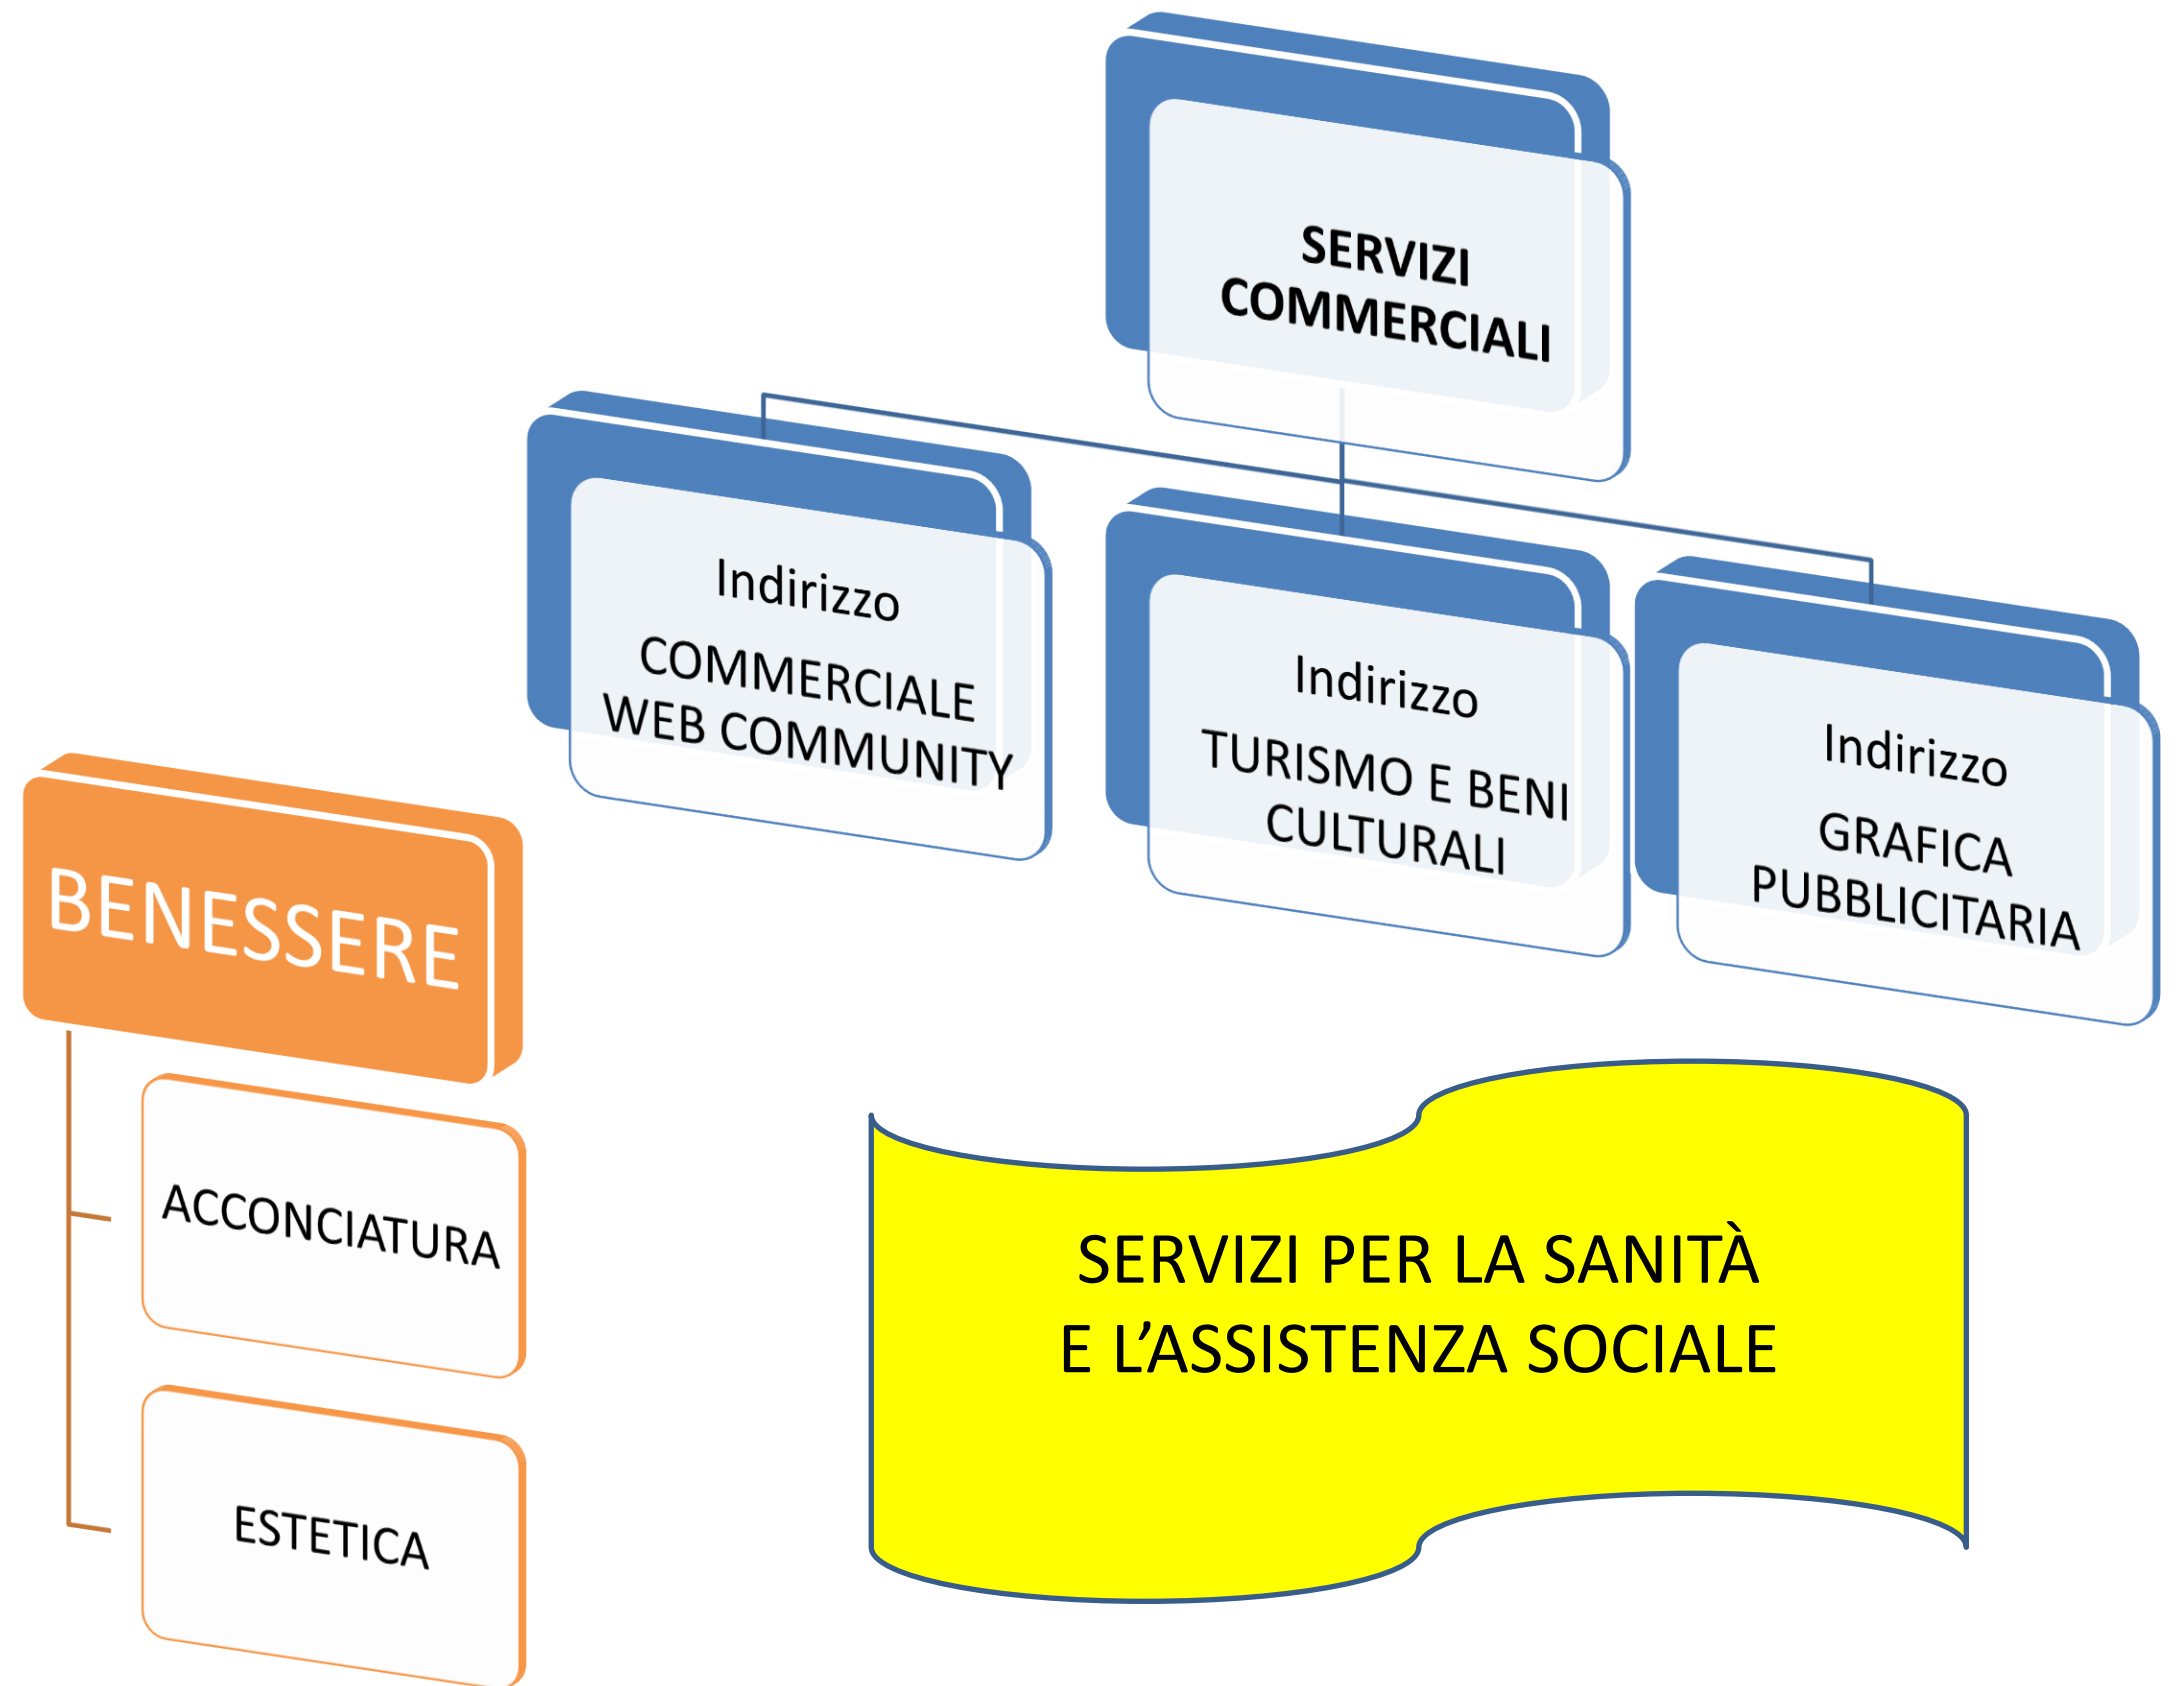 SERVIZI
COMMERCIALI
Indirizzo
COMMERCIALE
WEB COMMUNITY
Indirizzo
TURISMO E BENI
CULTURALI
Indirizzo
GRAFICA
PUBBLICITARIA
BENESSERE
ACCONCIATURA
ESTETICA
SERVIZI PER LA SANITÀ
E L’ASSISTENZA SOCIALE